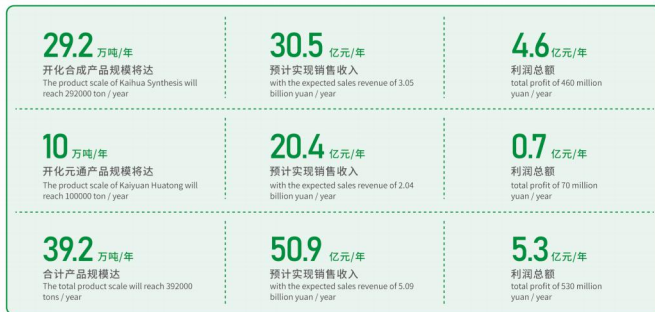 29.2 万吨/年
开化合成产品规模将达
The product scale of Kaihua Synthesis will
reach 292000 ton / year
30.5 亿元/年
预计实现销售收入
with the expected sales revenue of 3.05
billion yuan / year
4.6 亿元/年
利润总额
total profit of 460 million
yuan / year
10 万吨/年
开化元通产品规模将达
The product scale of Kaiyuan Huatong will
reach 100000 ton / year
20.4 亿元/年
预计实现销售收入
with the expected sales revenue of 2.04
billion yuan / year
0.7 亿元/年
利润总额
total profit of 70 million
yuan / year
39.2 万吨/年
合计产品规模达
The total product scale will reach 392000
tons / year
50.9 亿元/年
预计实现销售收入
with the expected sales revenue of 5.09
billion yuan / year
5.3 亿元/年
利润总额
total profit of 530 million
yuan / year